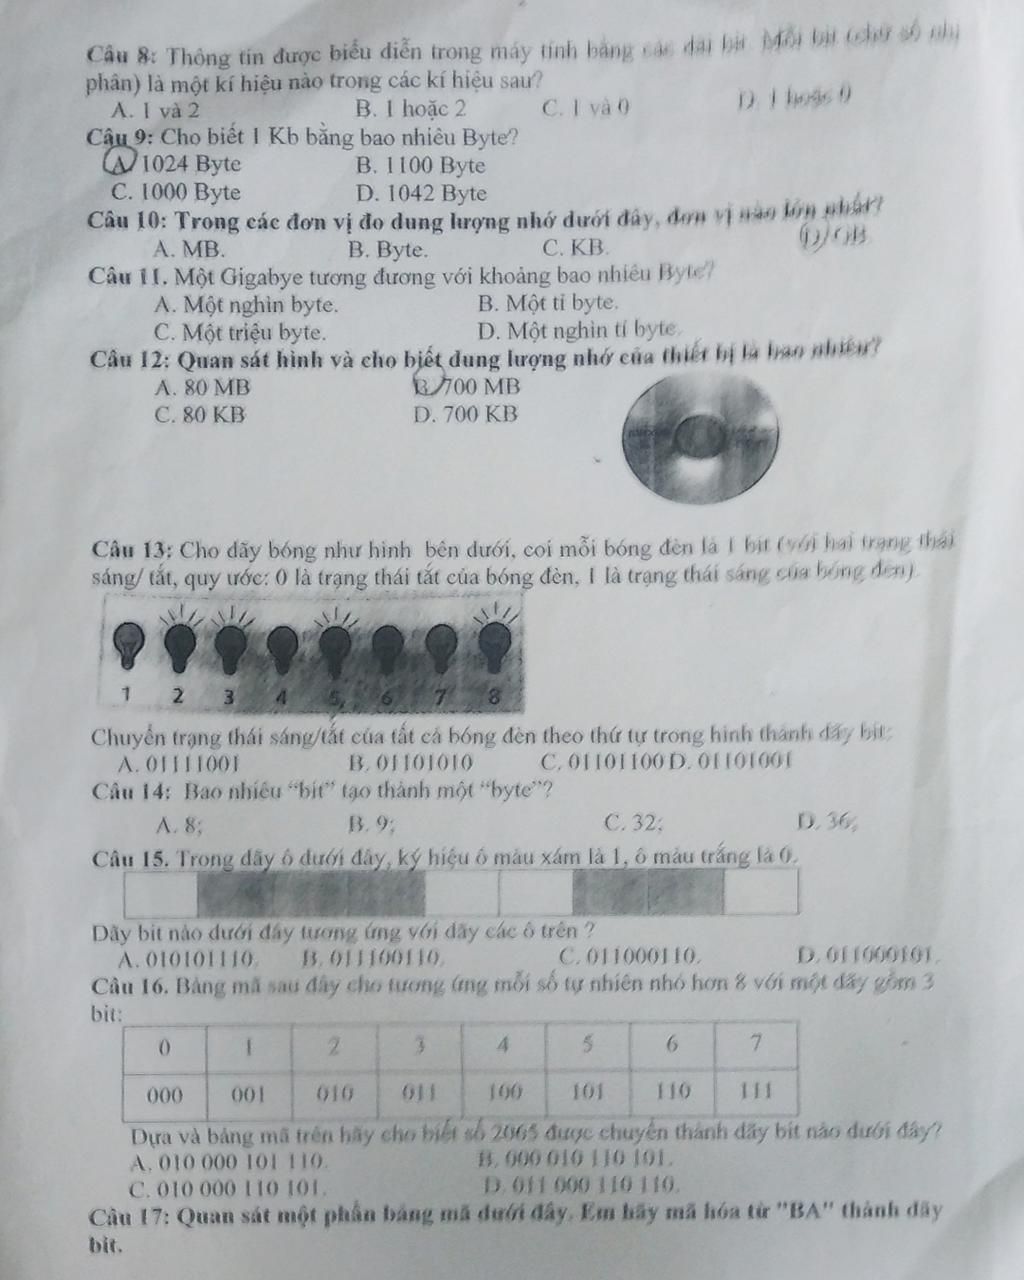 Câu 8: Thông tin được biểu diễn trong máy tính bằng các dãi bit. Mỗi bit (chữ số nhị
phân) là một kí hiệu nào trong các kí hiệu sau?
A. 1 và 2 B. 1 hoặc 2 C. 1 và 0 D. 1 hoặc 0
Câu 9: Cho biết 1 Kb bằng bao nhiêu Byte?
A. 1024 Byte B. 1100 Byte
C. 1000 Byte D. 1042 Byte
Câu 10: Trong các đơn vị đo dung lượng nhớ dưới đây, đơn vị nào lớn nhất?
A. MB. B. Byte. C. KB. D. GB
Câu 11. Một Gigabye tương đương với khoảng bao nhiêu Byte?
A. Một nghìn byte. B. Một tỉ byte.
C. Một triệu byte. D. Một nghìn tỉ byte.
Câu 12: Quan sát hình và cho biết dung lượng nhớ của thiết bị là bao nhiêu?
A. 80 MB B. 700 MB
C. 80 KB D. 700 KB
Câu 13: Cho dãy bóng như hình bên dưới, coi mỗi bóng đèn là 1 bit (với hai trạng thái
sáng/ tắt, quy ước: 0 là trạng thái tắt của bóng đèn, 1 là trạng thái sáng của bóng đèn).
1 2 3 4 5 6 7 8
Chuyển trạng thái sáng/tắt của tất cả bóng đèn theo thứ tự trong hình thành dãy bit:
A. 01111001 B. 01101010 C. 01101100 D. 01101001
Câu 14: Bao nhiêu “bit” tạo thành một “byte”?
A. 8; B. 9; C. 32; D. 36;
Câu 15. Trong dãy ô dưới đây, ký hiệu ô màu xám là 1, ô màu trắng là 0.
Dãy bit nào dưới đây tương ứng với dãy các ô trên ?
A. 010101110. B. 011100110. C. 011000110. D. 011000101.
Câu 16. Bảng mã sau đây cho tương ứng mỗi số tự nhiên nhỏ hơn 8 với một dãy gồm 3
bit:
0 1 2 3 4 5 6 7
000 001 010 011 100 101 110 111
Dựa và bảng mã trên hãy cho biết số 2065 được chuyển thành dãy bit nào dưới đây?
A. 010 000 101 110. B. 000 010 110 101.
C. 010 000 110 101. D. 011 000 110 110.
Câu 17: Quan sát một phần bảng mã dưới đây. Em hãy mã hóa từ "BA" thành dãy
bit.